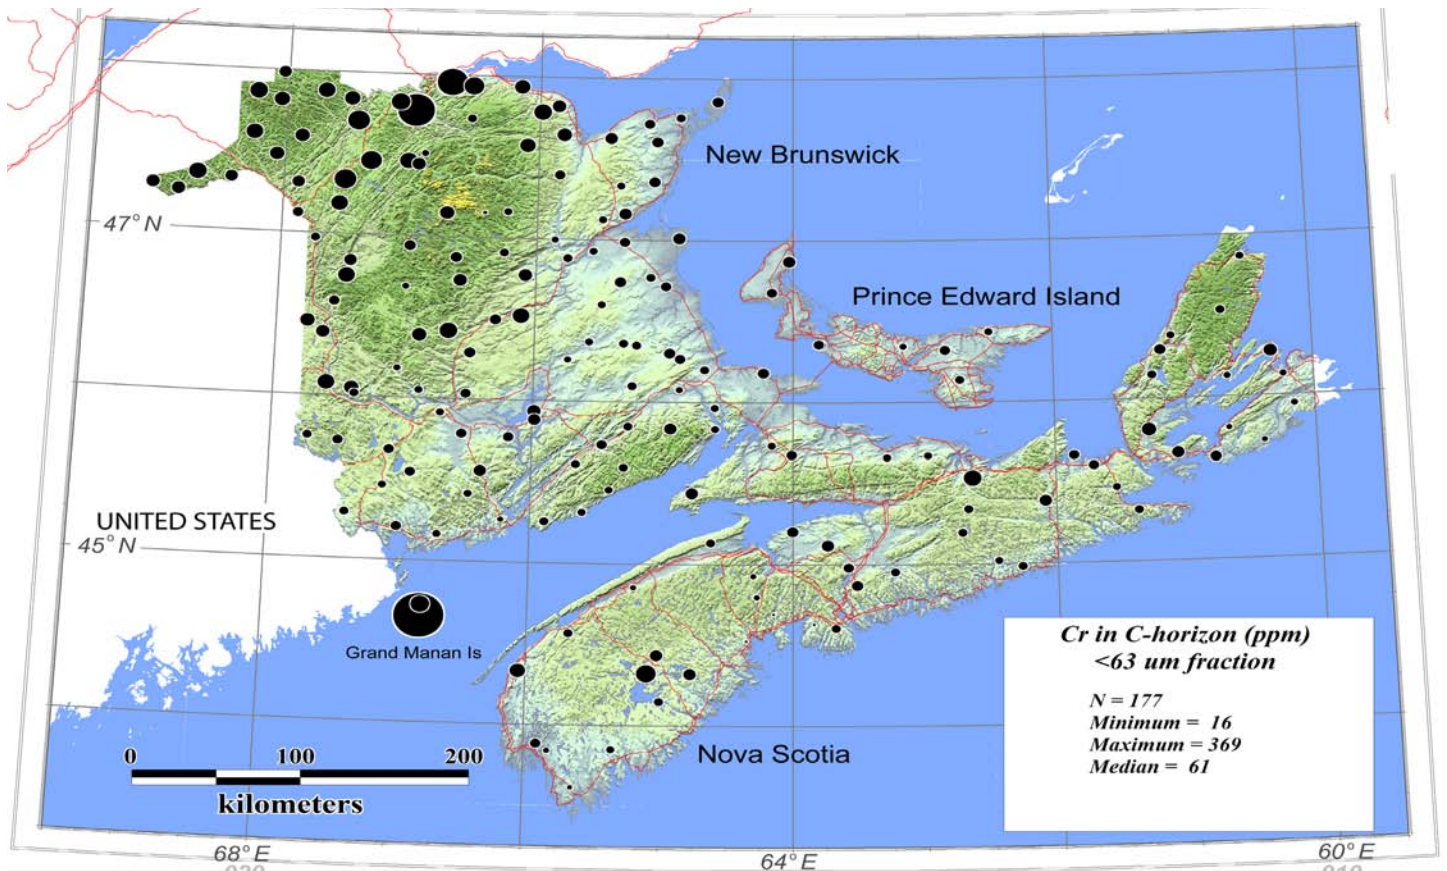 New Brunswick
47° N
Prince Edward Island
UNITED STATES
45° N
Grand Manan Is
Cr in C-horizon (ppm)
<63 um fraction
N = 177
Minimum = 16
Maximum = 369
Median = 61
Nova Scotia
0 100 200
kilometers
68° E 64° E 60° E